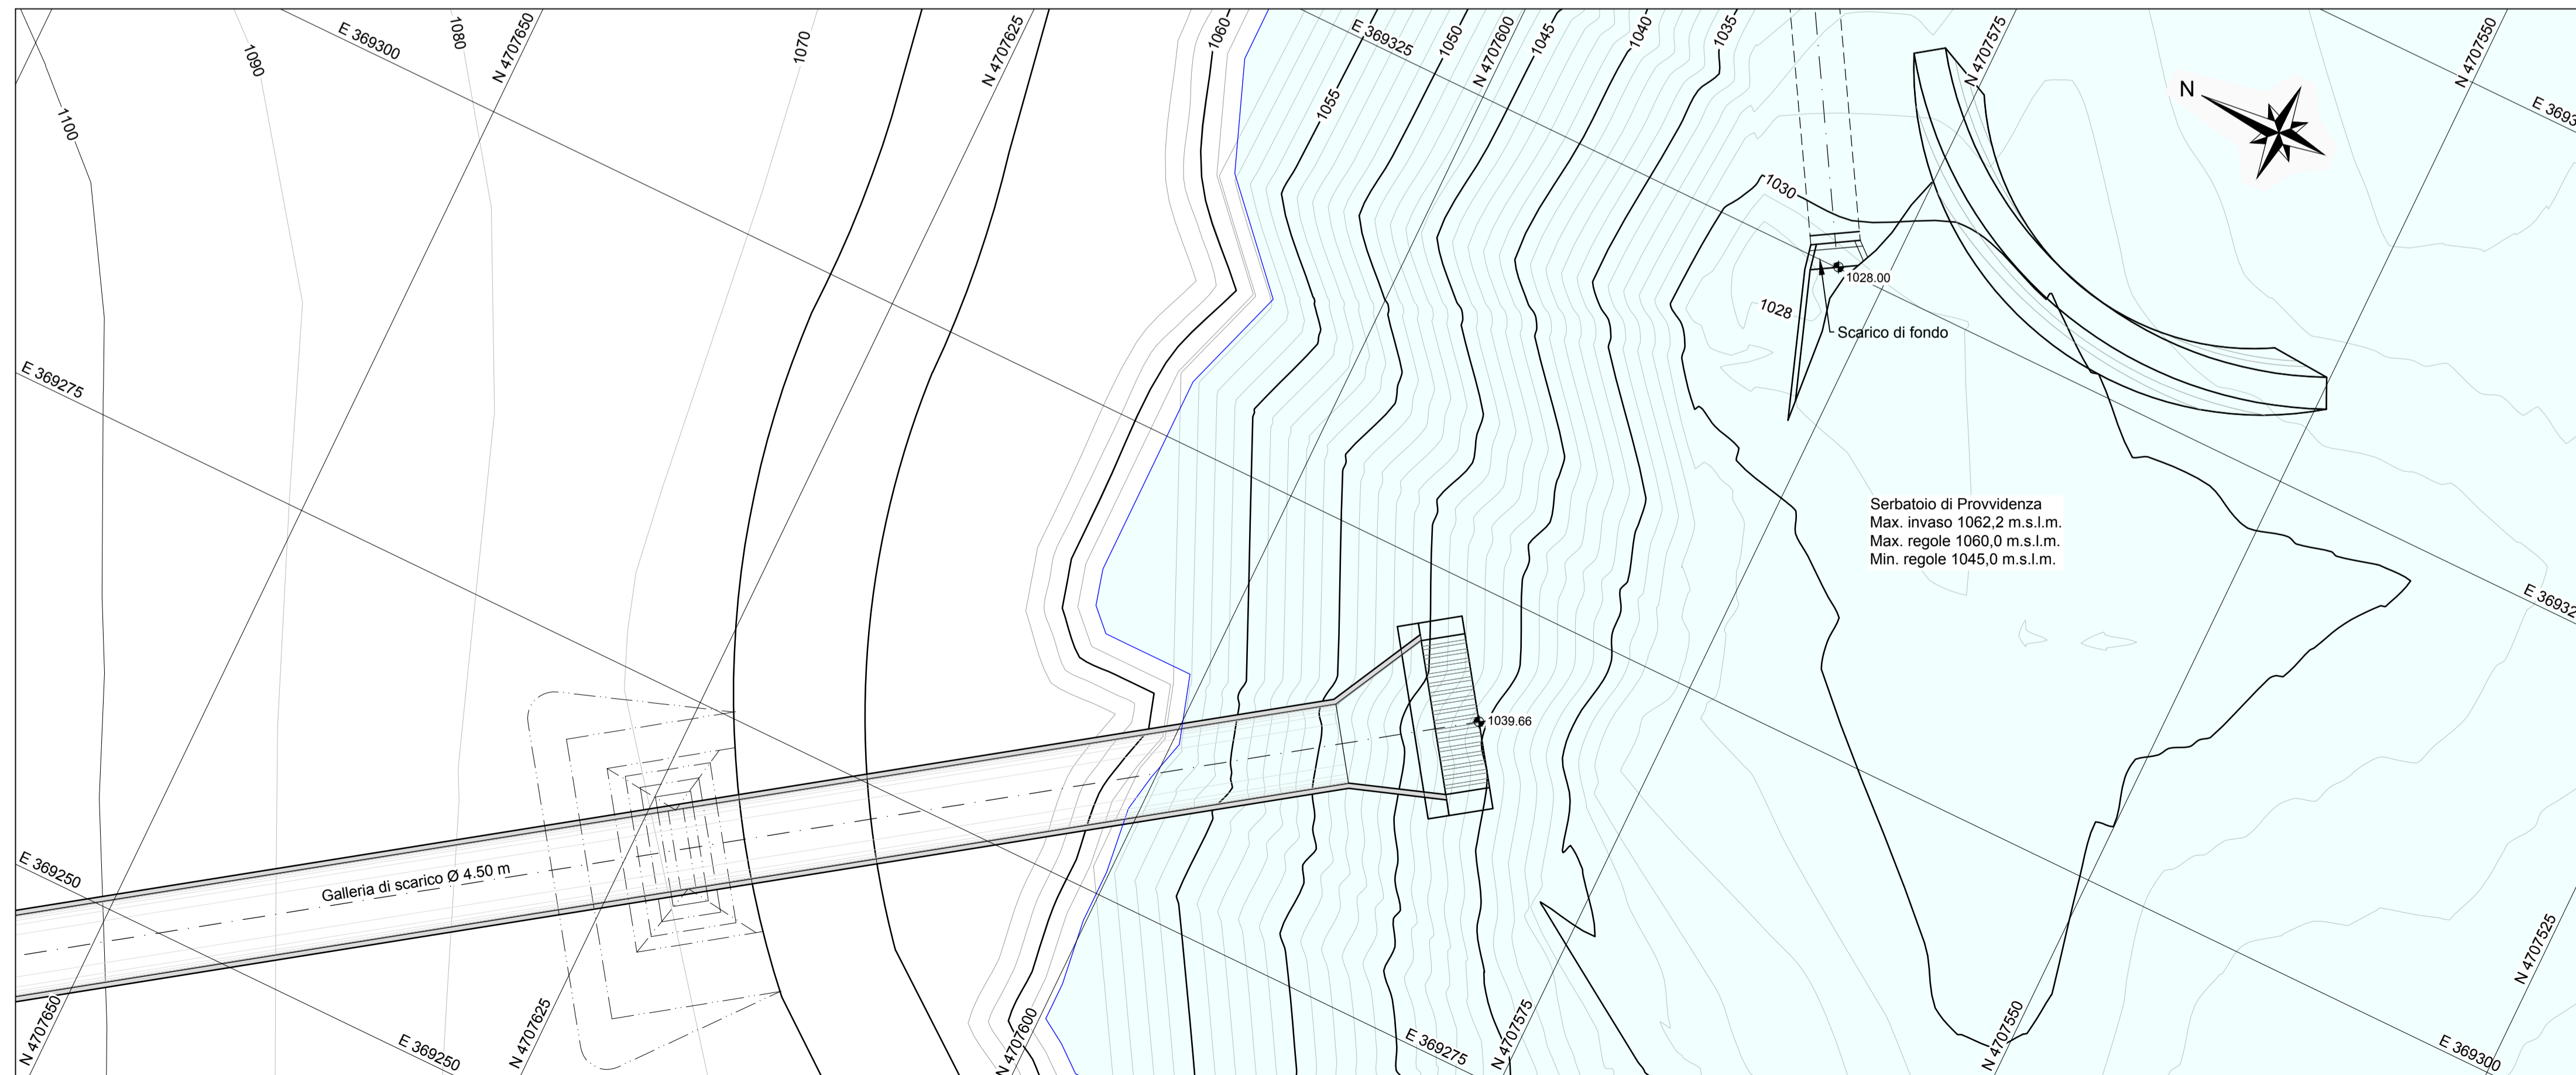 1090
1080
1070
1100
E 369300
N 4707650
N 4707625
1060
1055
E 369325
1050
N 4707600
1045
1040
1035
N 4707575
N 4707550
N
1030
1028.00
1028
Scarico di fondo
E 369275
Serbatoio di Provvidenza
Max. invaso 1062,2 m.s.l.m.
Max. regole 1060,0 m.s.l.m.
Min. regole 1045,0 m.s.l.m.
1039.66
Galleria di scarico Ø 4.50 m
E 369250
N 4707650
E 369250
N 4707625
N 4707600
E 369275
N 4707575
N 4707550
E 369300
N 4707525